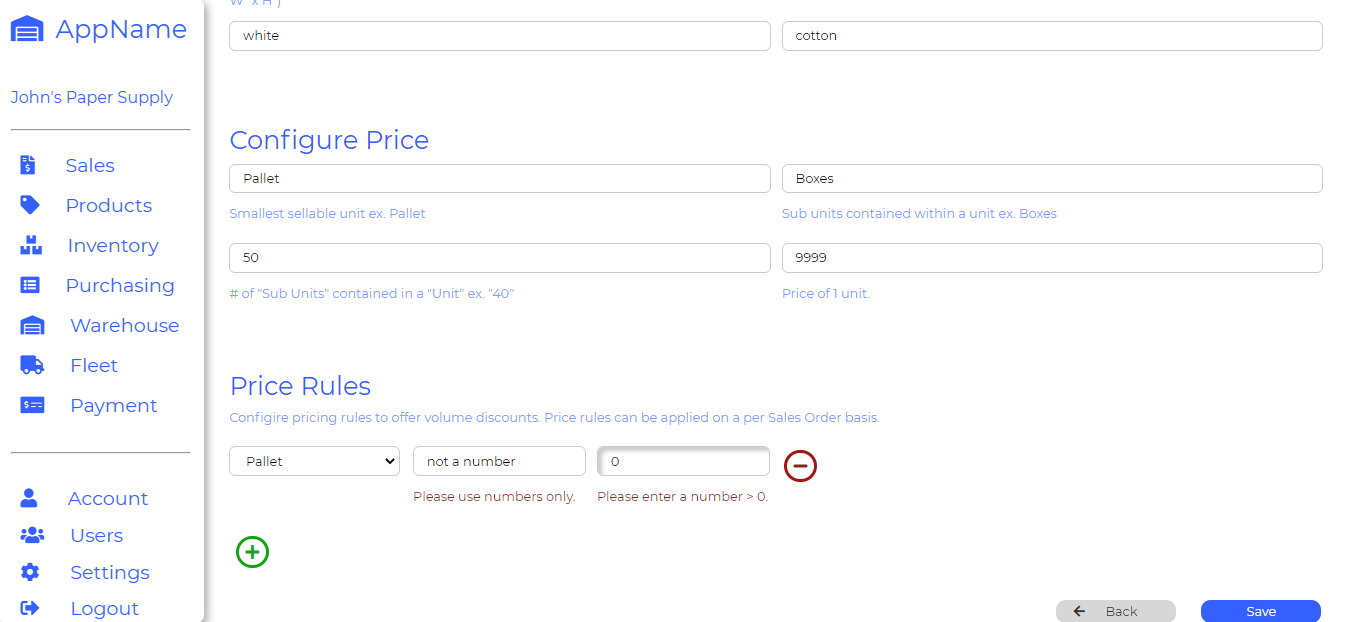 AppName
John's Paper Supply
Sales
Products
Inventory
Purchasing
Warehouse
Fleet
Payment
Account
Users
Settings
Logout
W" x H")
white cotton
Configure Price
Pallet Boxes
Smallest sellable unit ex. Pallet Sub units contained within a unit ex. Boxes
50 9999
# of "Sub Units" contained in a "Unit" ex. "40" Price of 1 unit.
Price Rules
Configire pricing rules to offer volume discounts. Price rules can be applied on a per Sales Order basis.
Pallet not a number 0
Please use numbers only. Please enter a number > 0.
Back Save